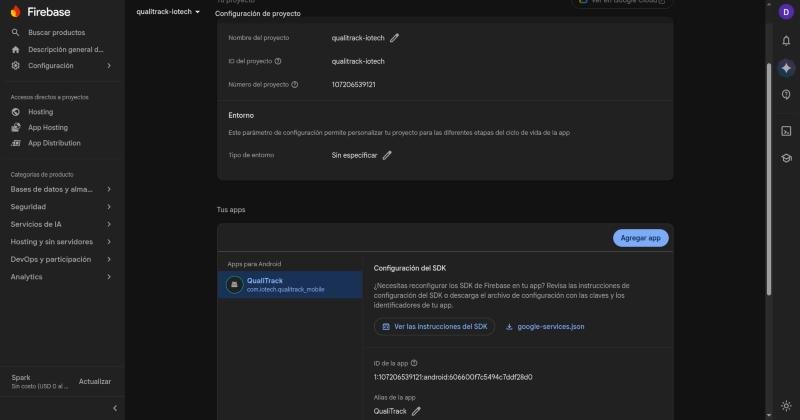 Firebase
Buscar productos
Descripción general d...
Configuración
Accesos directos a proyectos
Hosting
App Hosting
App Distribution
Categorías de producto
Bases de datos y alma...
Seguridad
Servicios de IA
Hosting y sin servidores
DevOps y participación
Analytics
Spark
Sin costo (USD 0 al ...
Actualizar
qualitrack-iotech
Tu proyecto
Configuración de proyecto
Ver en Google Cloud
D
Nombre del proyecto
qualitrack-iotech
ID del proyecto
qualitrack-iotech
Número del proyecto
107206539121
Entorno
Este parámetro de configuración permite personalizar tu proyecto para las diferentes etapas del ciclo de vida de la app
Tipo de entorno
Sin especificar
Tus apps
Agregar app
Apps para Android
QualiTrack
com.iotech.qualitrack_mobile
Configuración del SDK
¿Necesitas reconfigurar los SDK de Firebase en tu app? Revisa las instrucciones de
configuración del SDK o descarga el archivo de configuración con las claves y los
identificadores de tu app.
Ver las instrucciones del SDK
google-services.json
ID de la app
1:107206539121:android:606600f7c5494c7ddf28d0
Alias de la app
QualiTrack